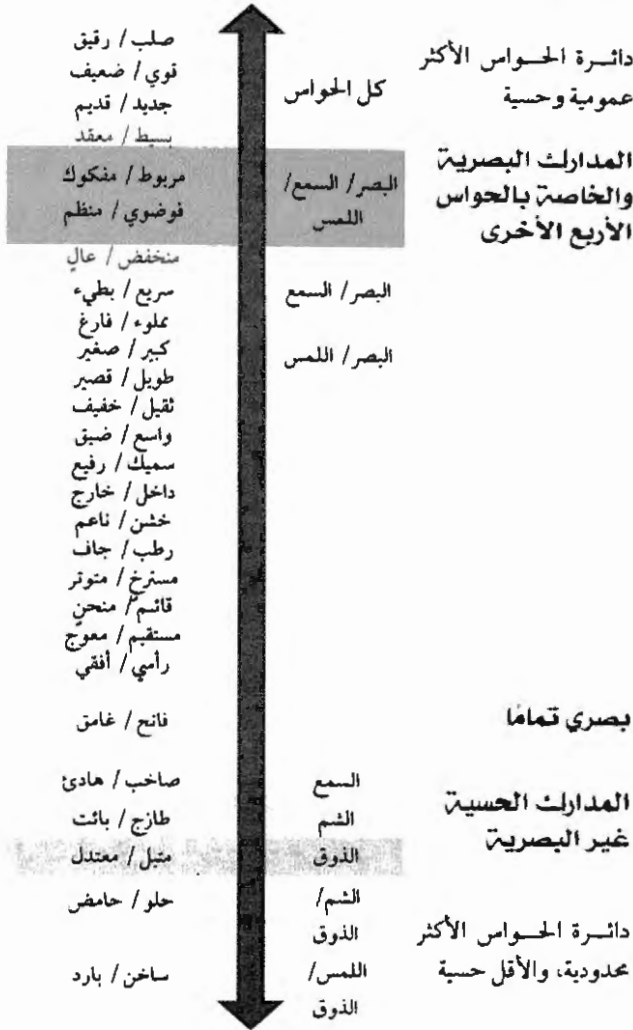 دائرة الحواس الأكثر
عمومية وحسية
كل الحواس
صلب / رقيق
قوي / ضعيف
جديد / قديم
بسيط / معقد
المدارك البصرية
والخاصة بالحواس
الأربع الأخرى
البصر / السمع /
اللمس
مربوط / مفكوك
فوضوي / منظم
منخفض / عالٍ
البصر / السمع
سريع / بطيء
مملوء / فارغ
البصر / اللمس
كبير / صغير
طويل / قصير
ثقيل / خفيف
واسع / ضيق
سميك / رفيع
داخل / خارج
خشن / ناعم
رطب / جاف
مسترخٍ / متوتر
قائم / منحنٍ
مستقيم / معوج
رأسي / أفقي
بصري تمامًا
فاتح / غامق
المدارك الحسية
غير البصرية
السمع
صاخب / هادئ
الشم
طازج / بائت
الذوق
متبل / معتدل
دائرة الحواس الأكثر
محدودية، والأقل حسية
الشم /
الذوق
حلو / حامض
اللمس /
الذوق
ساخن / بارد